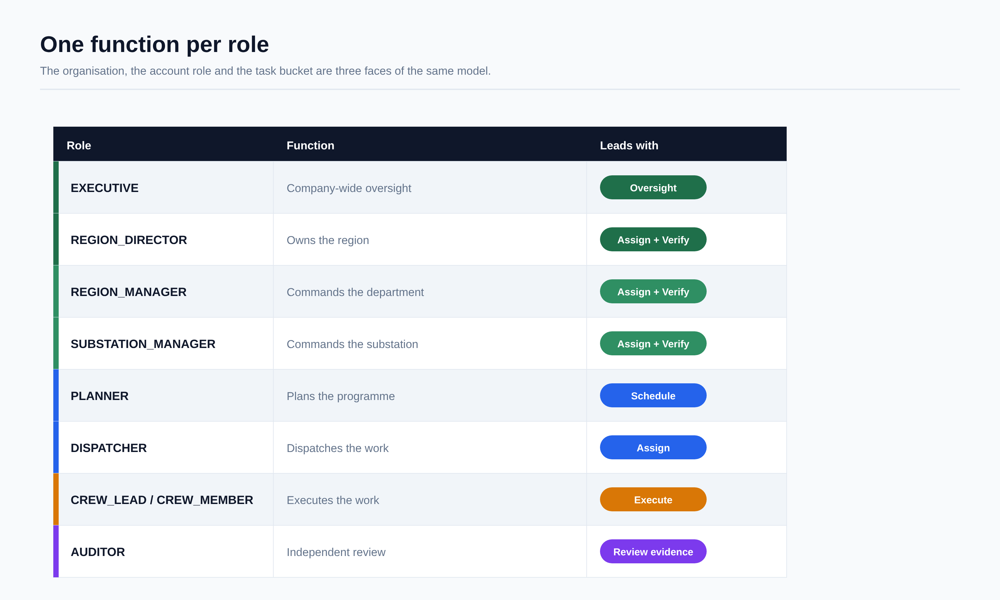 One function per role
The organisation, the account role and the task bucket are three faces of the same model.
Role Function Leads with
EXECUTIVE Company-wide oversight Oversight
REGION_DIRECTOR Owns the region Assign + Verify
REGION_MANAGER Commands the department Assign + Verify
SUBSTATION_MANAGER Commands the substation Assign + Verify
PLANNER Plans the programme Schedule
DISPATCHER Dispatches the work Assign
CREW_LEAD / CREW_MEMBER Executes the work Execute
AUDITOR Independent review Review evidence